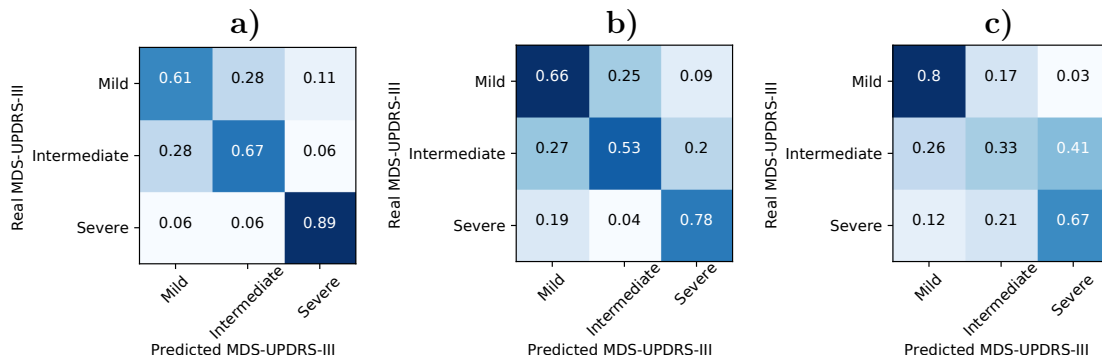 a)
Real MDS-UPDRS-III
Mild 0.61 0.28 0.11
Intermediate 0.28 0.67 0.06
Severe 0.06 0.06 0.89
Mild Intermediate Severe
Predicted MDS-UPDRS-III
b)
Real MDS-UPDRS-III
Mild 0.66 0.25 0.09
Intermediate 0.27 0.53 0.2
Severe 0.19 0.04 0.78
Mild Intermediate Severe
Predicted MDS-UPDRS-III
c)
Real MDS-UPDRS-III
Mild 0.8 0.17 0.03
Intermediate 0.26 0.33 0.41
Severe 0.12 0.21 0.67
Mild Intermediate Severe
Predicted MDS-UPDRS-III